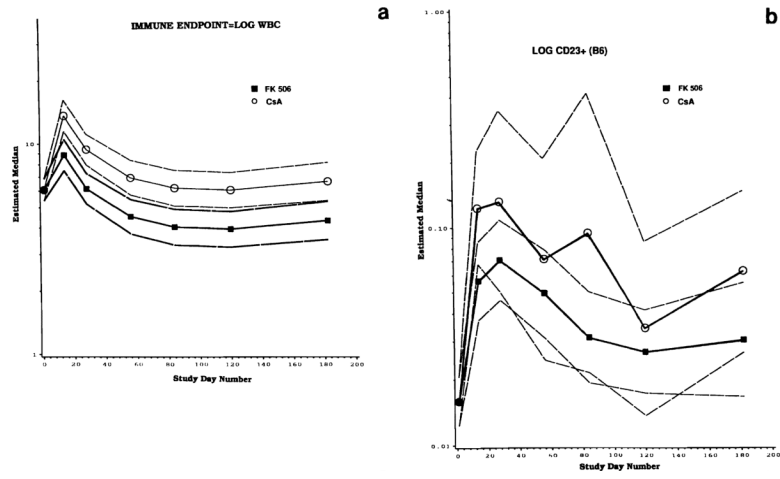 a
IMMUNE ENDPOINT=LOG WBC
FK 506
CsA
10
1
Estimated Median
0 20 40 60 80 100 120 140 160 180 200
Study Day Number
b
LOG CD23+ (B6)
FK 506
CsA
1.00
0.10
0.01
Estimated Median
0 20 40 60 80 100 120 140 160 180 200
Study Day Number